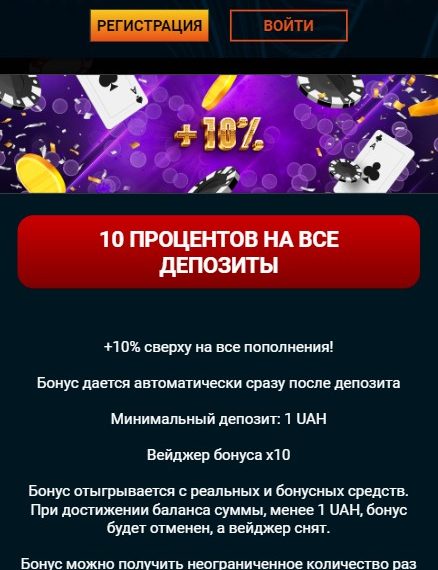 РЕГИСТРАЦИЯ ВОЙТИ
+10%
10 ПРОЦЕНТОВ НА ВСЕ
ДЕПОЗИТЫ
+10% сверху на все пополнения!
Бонус дается автоматически сразу после депозита
Минимальный депозит: 1 UAH
Вейджер бонуса x10
Бонус отыгрывается с реальных и бонусных средств.
При достижении баланса суммы, менее 1 UAH, бонус
будет отменен, а вейджер снят.
Бонус можно получить неограниченное количество раз